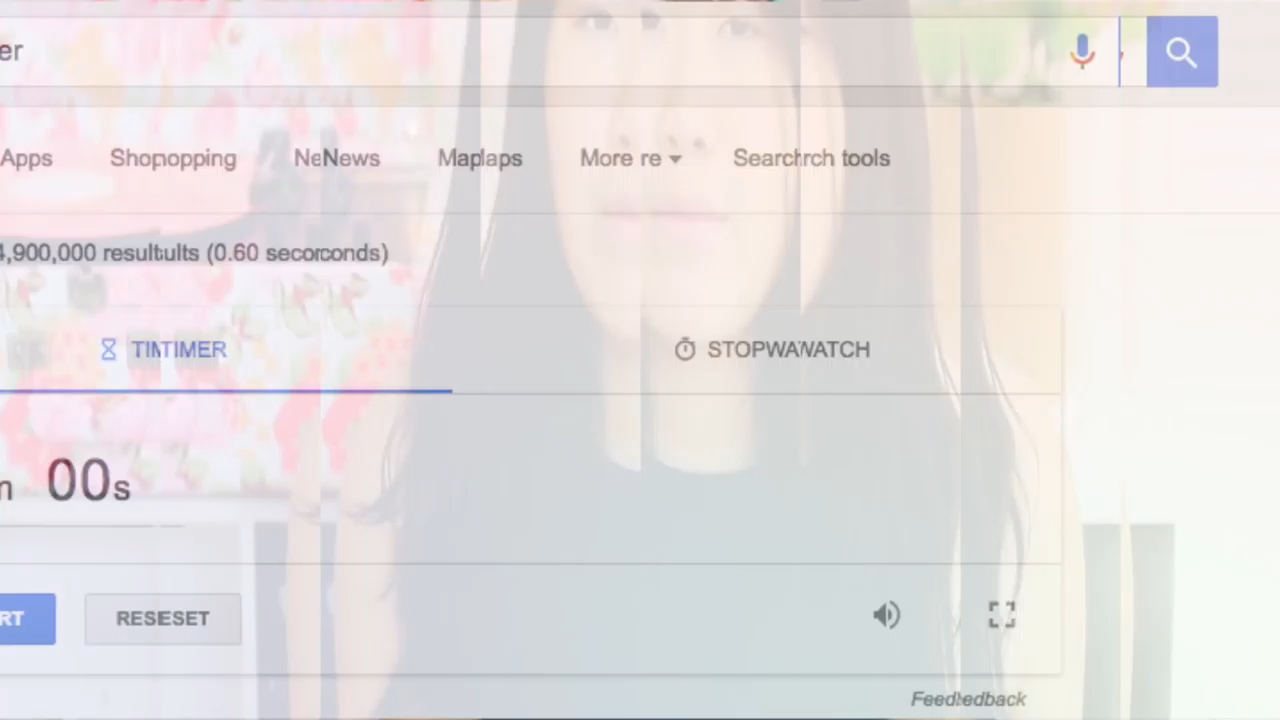 er
Apps Shopopping NeNews Maplaps More re Searchrch tools
4,900,000 resultults (0.60 secorconds)
TIMTIMER STOPWAWATCH
m 00s
RT RESESET
Feedledback